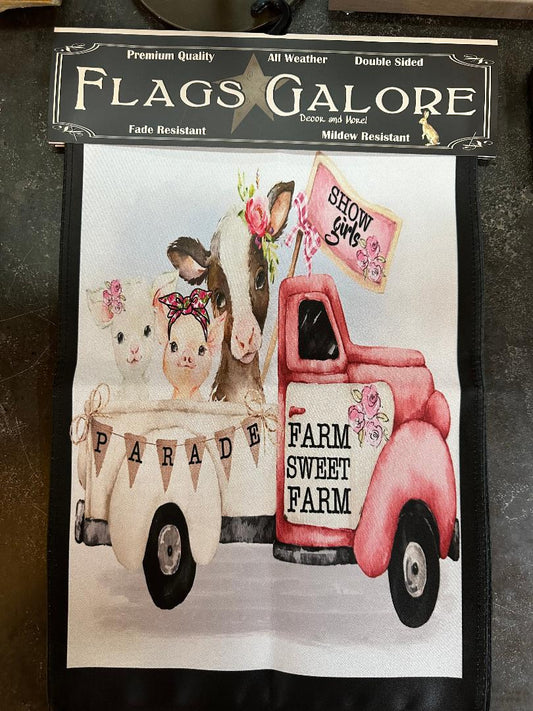 Premium Quality All Weather Double Sided
FLAGS GALORE
Decor and More!
Fade Resistant Mildew Resistant
SHOW
girls
PARADE
FARM
SWEET
FARM